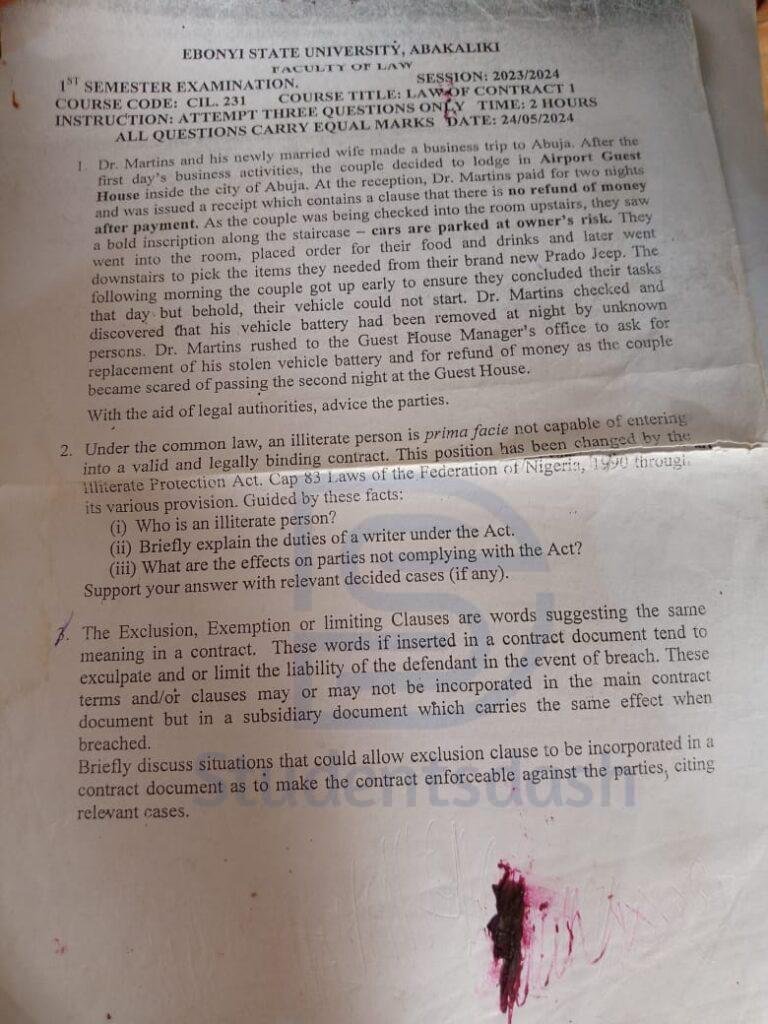 EBONYI STATE UNIVERSITY, ABAKALIKI
FACULTY OF LAW
1ST SEMESTER EXAMINATION. SESSION: 2023/2024
COURSE CODE: CIL. 231 COURSE TITLE: LAW OF CONTRACT 1
INSTRUCTION: ATTEMPT THREE QUESTIONS ONLY TIME: 2 HOURS
ALL QUESTIONS CARRY EQUAL MARKS DATE: 24/05/2024
1. Dr. Martins and his newly married wife made a business trip to Abuja. After the
first day's business activities, the couple decided to lodge in Airport Guest
House inside the city of Abuja. At the reception, Dr. Martins paid for two nights
and was issued a receipt which contains a clause that there is no refund of money
after payment. As the couple was being checked into the room upstairs, they saw
a bold inscription along the staircase – cars are parked at owner's risk. They
went into the room, placed order for their food and drinks and later went
downstairs to pick the items they needed from their brand new Prado Jeep. The
following morning the couple got up early to ensure they concluded their tasks
that day but behold, their vehicle could not start. Dr. Martins checked and
discovered that his vehicle battery had been removed at night by unknown
persons. Dr. Martins rushed to the Guest House Manager's office to ask for
replacement of his stolen vehicle battery and for refund of money as the couple
became scared of passing the second night at the Guest House.
With the aid of legal authorities, advice the parties.
2. Under the common law, an illiterate person is prima facie not capable of entering
into a valid and legally binding contract. This position has been changed by the
Illiterate Protection Act. Cap 83 Laws of the Federation of Nigeria, 1990 through
its various provision. Guided by these facts:
(i) Who is an illiterate person?
(ii) Briefly explain the duties of a writer under the Act.
(iii) What are the effects on parties not complying with the Act?
Support your answer with relevant decided cases (if any).
3. The Exclusion, Exemption or limiting Clauses are words suggesting the same
meaning in a contract. These words if inserted in a contract document tend to
exculpate and or limit the liability of the defendant in the event of breach. These
terms and/or clauses may or may not be incorporated in the main contract
document but in a subsidiary document which carries the same effect when
breached.
Briefly discuss situations that could allow exclusion clause to be incorporated in a
contract document as to make the contract enforceable against the parties, citing
relevant cases.
Studentsdash